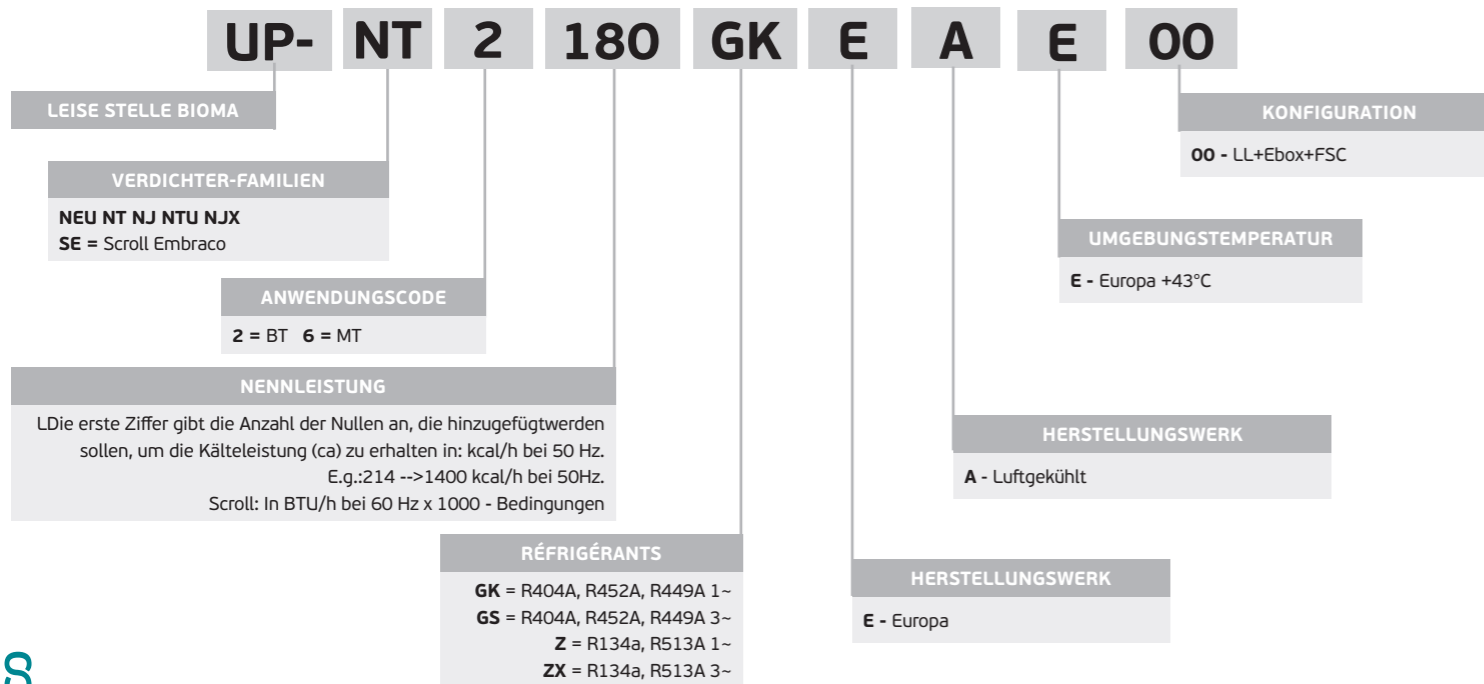 UP- NT 2 180 GK E A E 00
LEISE STELLE BIOMA
KONFIGURATION
00 - LL+Ebox+FSC
VERDICHTER-FAMILIEN
NEU NT NJ NTU NJX
SE = Scroll Embraco
UMGEBUNGSTEMPERATUR
E - Europa +43°C
ANWENDUNGSCODE
2 = BT 6 = MT
NENNLEISTUNG
LDie erste Ziffer gibt die Anzahl der Nullen an, die hinzugefügtwerden
sollen, um die Kälteleistung (ca) zu erhalten in: kcal/h bei 50 Hz.
E.g.:214 -->1400 kcal/h bei 50Hz.
Scroll: In BTU/h bei 60 Hz x 1000 - Bedingungen
HERSTELLUNGSWERK
A - Luftgekühlt
RÉFRIGÉRANTS
GK = R404A, R452A, R449A 1~
GS = R404A, R452A, R449A 3~
Z = R134a, R513A 1~
ZX = R134a, R513A 3~
HERSTELLUNGSWERK
E - Europa